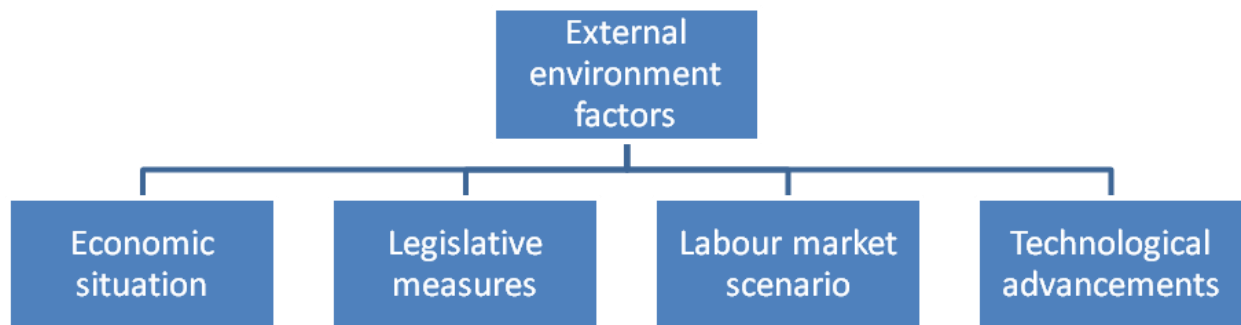 External
environment
factors
Economic
situation
Legislative
measures
Labour market
scenario
Technological
advancements